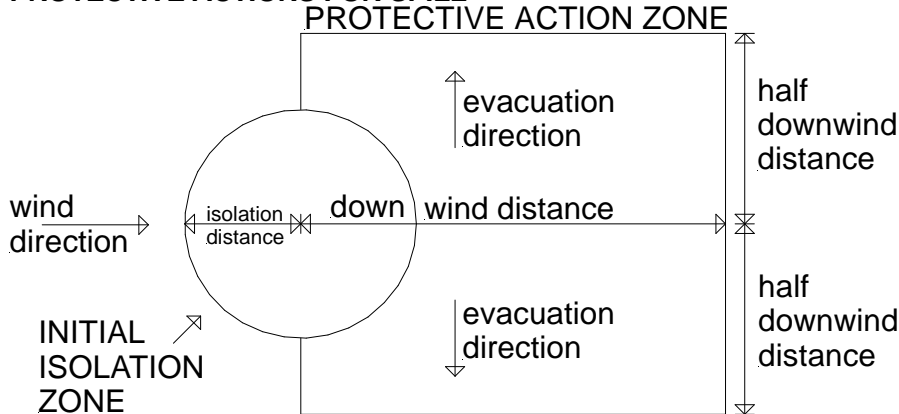 PROTECTIVE ACTION ZONE
evacuation
direction
half
downwind
distance
wind
direction
isolation
distance
down wind distance
evacuation
direction
half
downwind
distance
INITIAL
ISOLATION
ZONE